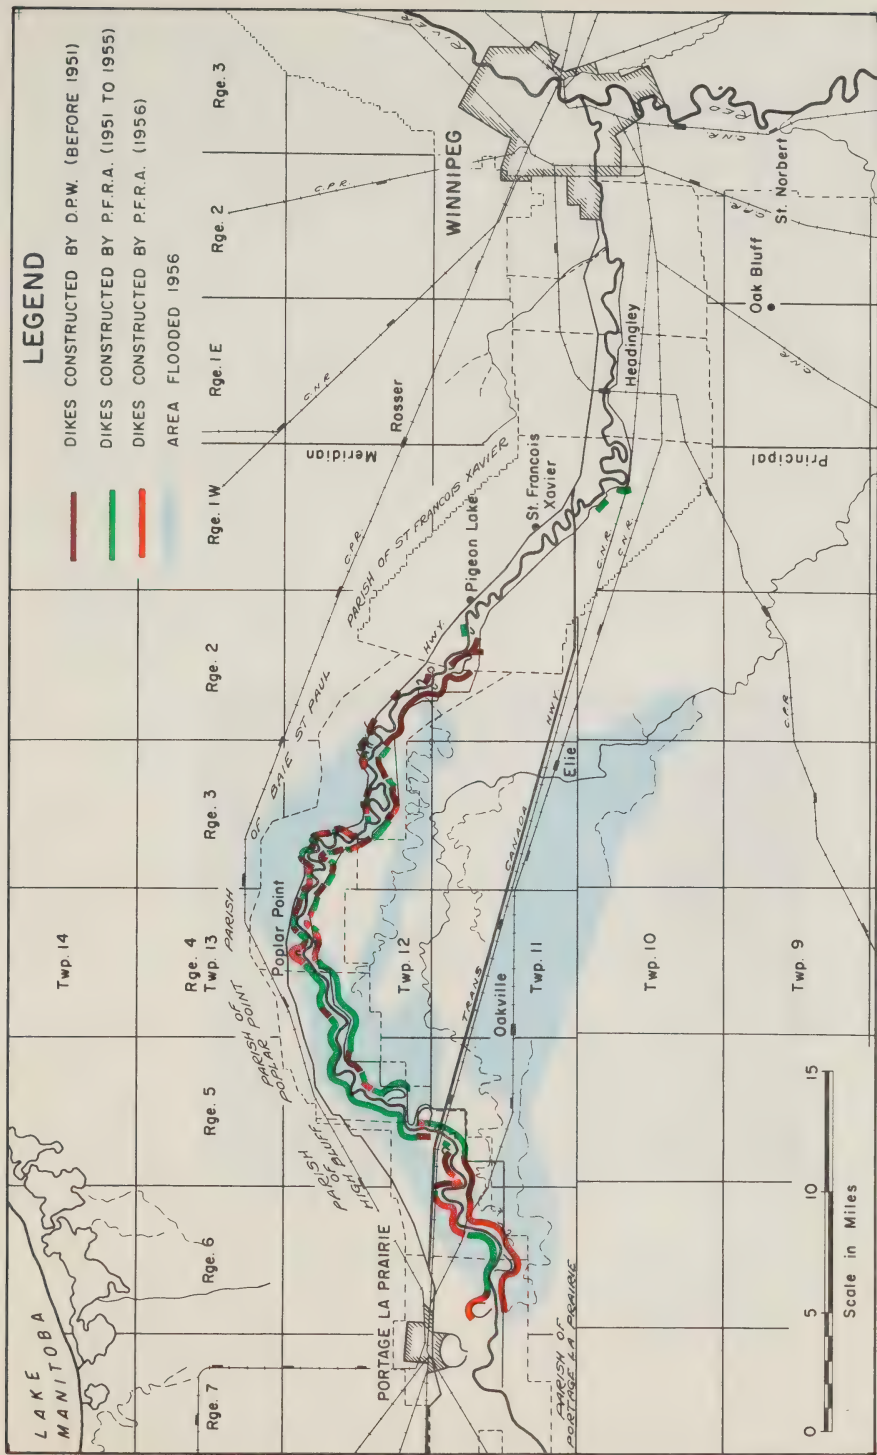 LEGEND
DIKES CONSTRUCTED BY D.P.W. (BEFORE 1951)
DIKES CONSTRUCTED BY P.F.R.A. (1951 TO 1955)
DIKES CONSTRUCTED BY P.F.R.A. (1956)
AREA FLOODED 1956
LAKE
MANITOBA
Twp. 14
Rge. 7
Rge. 6
Rge. 5
Rge. 4
Twp. 13
Rge. 3
Rge. 2
Rge. 1 W
Rge. 1 E
Rge. 2
Rge. 3
PARISH OF BAIE ST PAUL
PARISH OF
POPLAR POINT
PARISH
OF
HIGH BLUFF
PARISH OF ST FRANCOIS XAVIER
C.P.R.
C.N.R.
C.P.R.
RIVER
Rosser
Meridian
WINNIPEG
Poplar Point
PORTAGE LA PRAIRIE
Twp. 12
HWY.
Pigeon Lake
St. Francois
Xavier
Headingley
RED
C.N.R.
St. Norbert
C.P.R.
Oak Bluff
C.N.R.
C.N.R.
C.N.R.
Principal
TRANS CANADA HWY
Oakville
Elie
Twp. 11
PARISH OF
PORTAGE LA PRAIRIE
Twp. 10
C.P.R.
Twp. 9
0 5 10 15
Scale in Miles